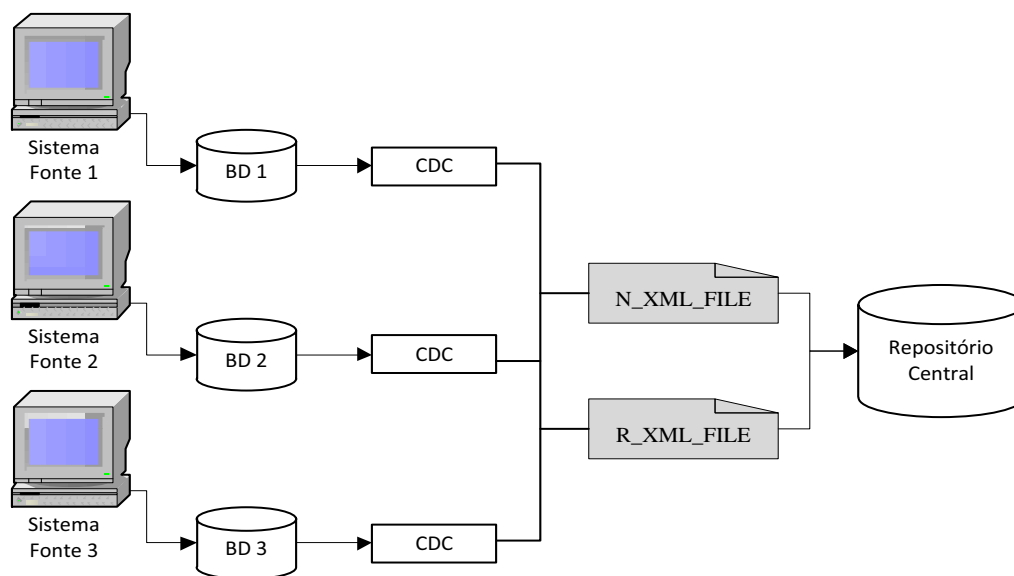 Sistema
Fonte 1
BD 1
CDC
Sistema
Fonte 2
BD 2
CDC
Sistema
Fonte 3
BD 3
CDC
N_XML_FILE
R_XML_FILE
Repositório
Central